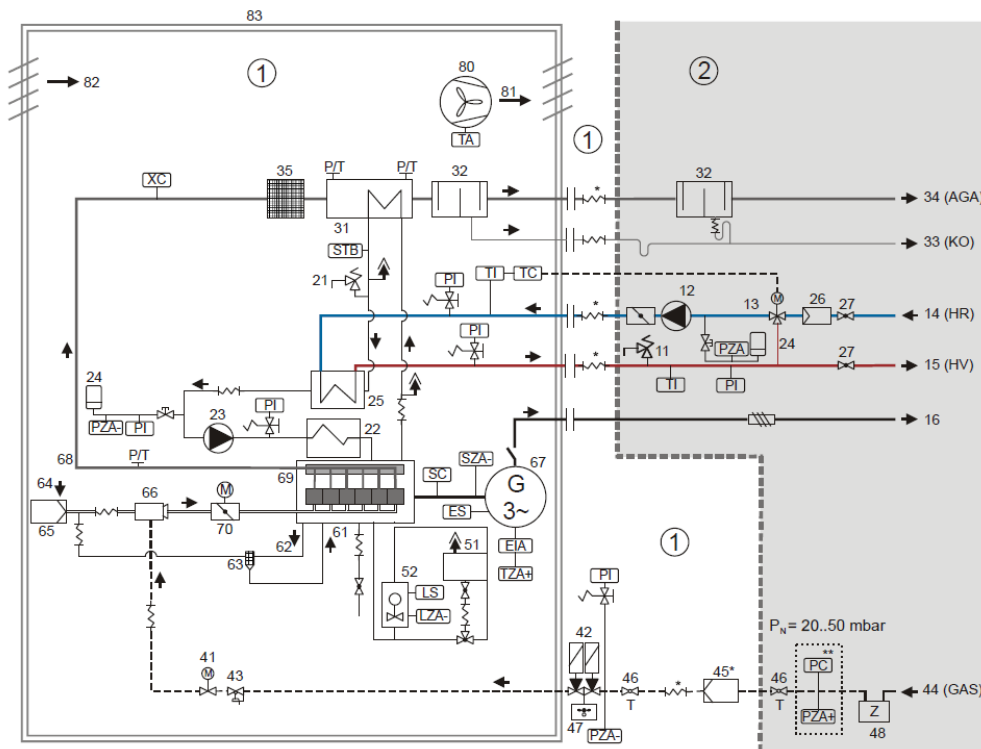 83
1
82
80
81
TA
2
1
XC
35
P/T
P/T
32
32
34 (AGA)
31
33 (KO)
STB
21
PI
TI
TC
12
13
M
26
27
14 (HR)
PI
11
PZA
24
27
15 (HV)
TI
PI
24
25
23
PI
22
PZA-
PI
16
68
P/T
69
SC
SZA-
67
G
3~
64
66
M
65
70
ES
62
61
63
EIA
TZA+
51
52
LS
LZA-
1
PI
PN = 20..50 mbar
41
M
43
42
46
T
*
45*
46
T
PC
**
PZA+
44 (GAS)
Z
48
47
PZA-
*
*
*